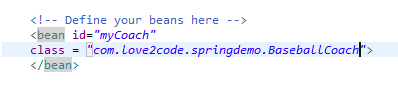 <!-- Define your beans here -->
<bean id="myCoach"
class = "com.love2code.springdemo.BaseballCoach">
</bean>